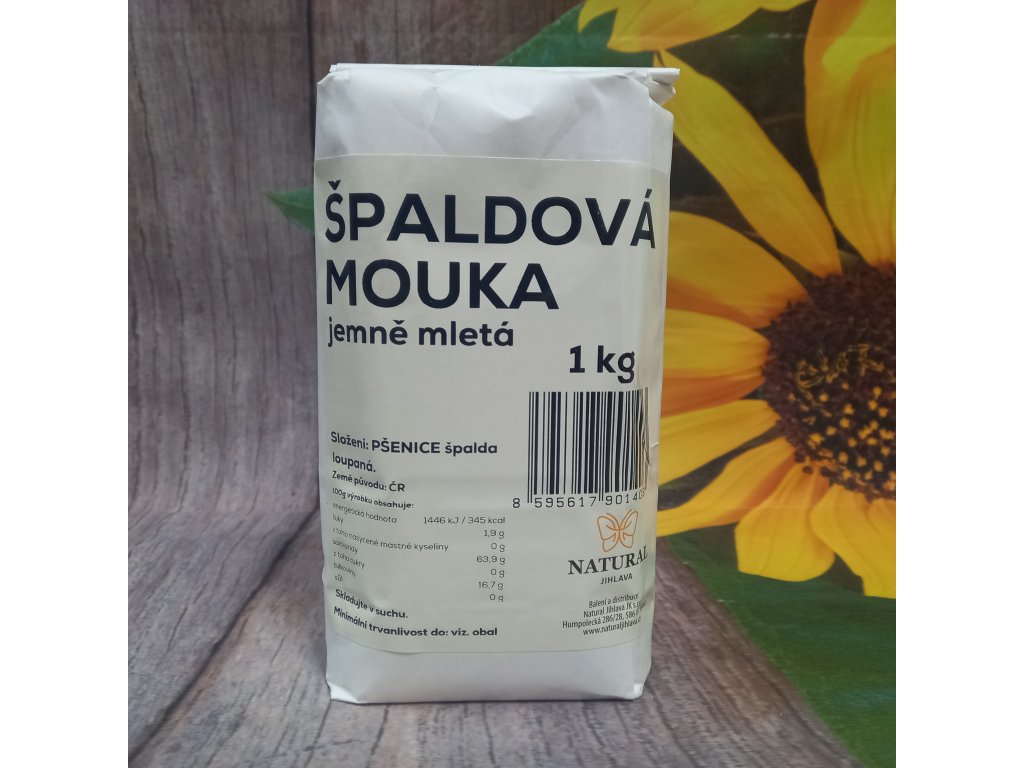 ŠPALDOVÁ
MOUKA
jemně mletá
1 kg
Složení: PŠENICE špalda
loupaná.
Země původu: ČR
100g výrobku obsahuje:
energetická hodnota 1446 kJ / 345 kcal
tuky 1,9 g
z toho nasycené mastné kyseliny 0 g
sacharidy 63,9 g
z toho cukry 0 g
bílkoviny 16,7 g
sůl 0 g
Skladujte v suchu.
Minimální trvanlivost do: viz. obal
8 595617 90140
NATURAL
JIHLAVA
Balení a distribuce:
Natural Jihlava JK
Humpolecká 286/28, 586
www.naturaljihlava.